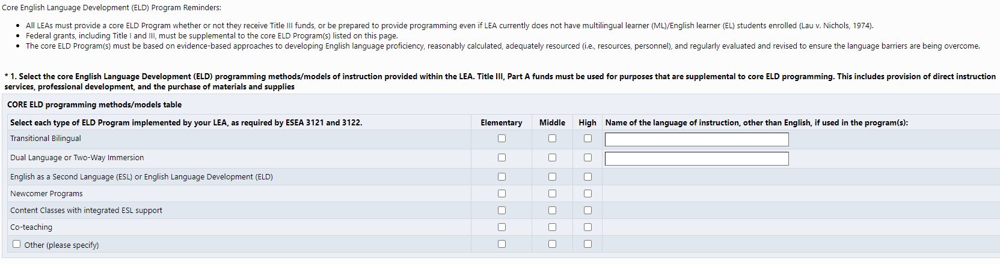 Core English Language Development (ELD) Program Reminders:
• All LEAs must provide a core ELD Program whether or not they receive Title III funds, or be prepared to provide programming even if LEA currently does not have multilingual learner (ML)/English learner (EL) students enrolled (Lau v. Nichols, 1974).
• Federal grants, including Title I and III, must be supplemental to the core ELD Program(s) listed on this page.
• The core ELD Program(s) must be based on evidence-based approaches to developing English language proficiency, reasonably calculated, adequately resourced (i.e., resources, personnel), and regularly evaluated and revised to ensure the language barriers are being overcome.
* 1. Select the core English Language Development (ELD) programming methods/models of instruction provided within the LEA. Title III, Part A funds must be used for purposes that are supplemental to core ELD programming. This includes provision of direct instruction
services, professional development, and the purchase of materials and supplies
CORE ELD programming methods/models table
Select each type of ELD Program implemented by your LEA, as required by ESEA 3121 and 3122. Elementary Middle High Name of the language of instruction, other than English, if used in the program(s):
Transitional Bilingual
Dual Language or Two-Way Immersion
English as a Second Language (ESL) or English Language Development (ELD)
Newcomer Programs
Content Classes with integrated ESL support
Co-teaching
Other (please specify)